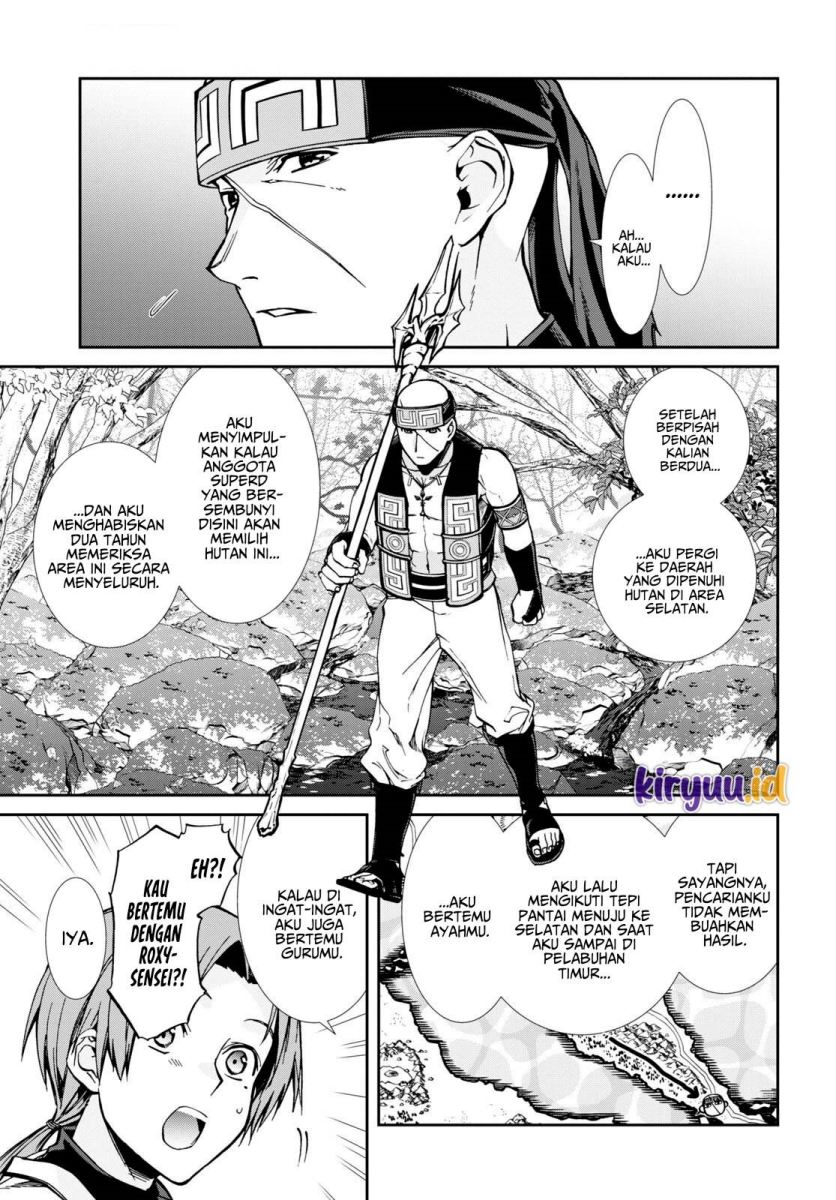 ......
AH...
KALAU
AKU...
SETELAH
BERPISAH
DENGAN
KALIAN
BERDUA...
...AKU PERGI
KE DAERAH
YANG DIPENUHI
HUTAN DI AREA
SELATAN.
AKU
MENYIMPUL-
KAN KALAU
ANGGOTA
SUPERD
YANG BER-
SEMBUNYI
DISINI AKAN
MEMILIH
HUTAN INI...
...DAN AKU
MENGHABISKAN
DUA TAHUN
MEMERIKSA
AREA INI SECARA
MENYELURUH.
kiryuu.id
TAPI
SAYANGNYA,
PENCARIANKU
TIDAK MEM-
BUAHKAN
HASIL.
AKU LALU
MENGIKUTI TEPI
PANTAI MENUJU KE
SELATAN DAN SAAT
AKU SAMPAI DI
PELABUHAN
TIMUR...
...AKU
BERTEMU
AYAHMU.
KALAU DI
INGAT-INGAT,
AKU JUGA
BERTEMU
GURUMU.
EH?!
KAU
BERTEMU
DENGAN
ROXY-
SENSEI?!
IYA.